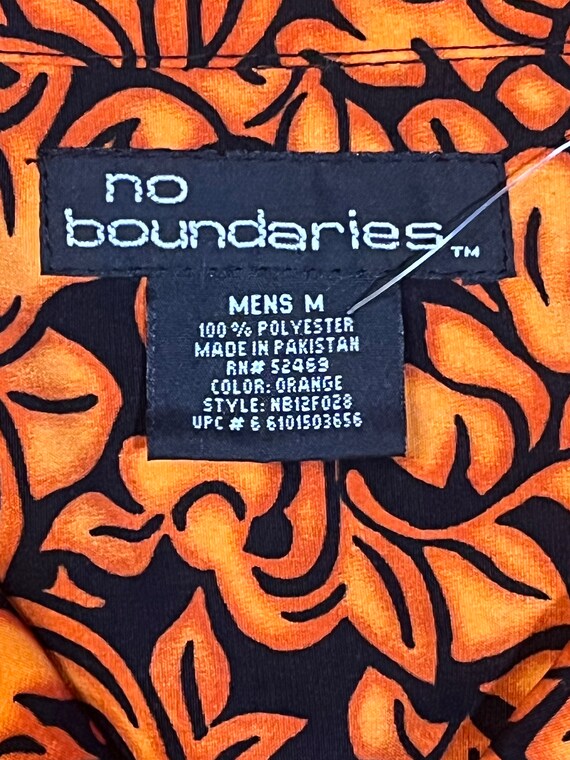 no
boundaries™
MENS M
100% POLYESTER
MADE IN PAKISTAN
RN# 52469
COLOR: ORANGE
STYLE: NB12F028
UPC # 6 6101503656